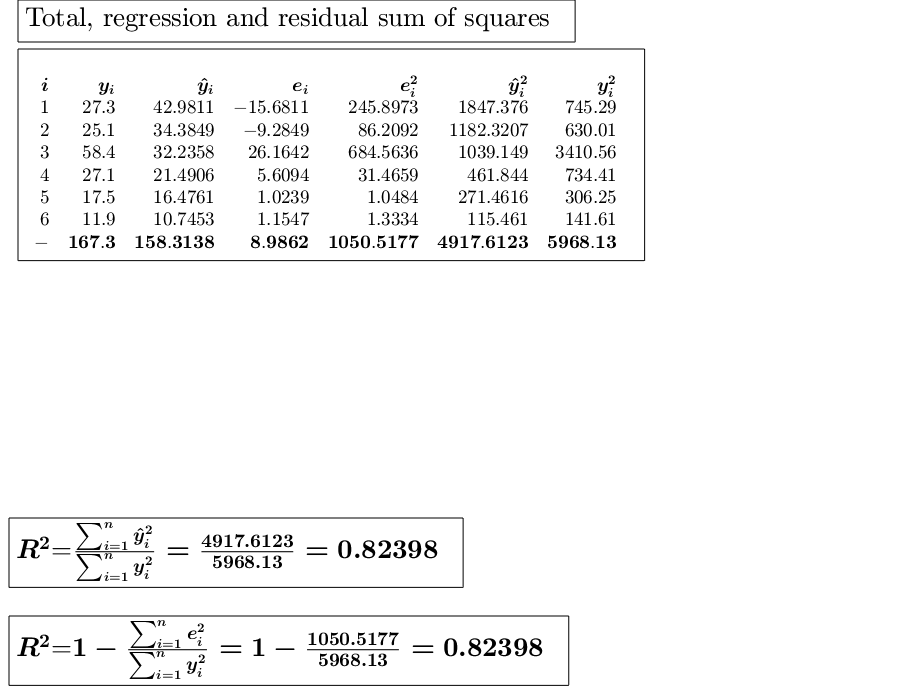 Total, regression and residual sum of squares
i y_i ŷ_i e_i e_i^2 ŷ_i^2 y_i^2
1 27.3 42.9811 −15.6811 245.8973 1847.376 745.29
2 25.1 34.3849 −9.2849 86.2092 1182.3207 630.01
3 58.4 32.2358 26.1642 684.5636 1039.149 3410.56
4 27.1 21.4906 5.6094 31.4659 461.844 734.41
5 17.5 16.4761 1.0239 1.0484 271.4616 306.25
6 11.9 10.7453 1.1547 1.3334 115.461 141.61
− 167.3 158.3138 8.9862 1050.5177 4917.6123 5968.13
R^2=\frac{\sum_{i=1}^{n} ŷ_i^2}{\sum_{i=1}^{n} y_i^2} = \frac{4917.6123}{5968.13} = 0.82398
R^2=1 − \frac{\sum_{i=1}^{n} e_i^2}{\sum_{i=1}^{n} y_i^2} = 1 − \frac{1050.5177}{5968.13} = 0.82398